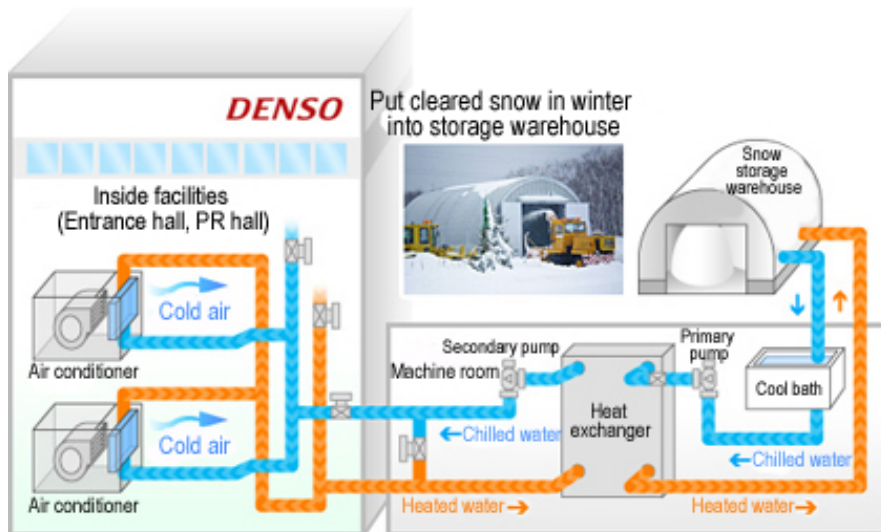 DENSO
Put cleared snow in winter
into storage warehouse
Snow
storage
warehouse
Inside facilities
(Entrance hall, PR hall)
Cold air
Air conditioner
Cold air
Air conditioner
Secondary pump
Machine room
Primary
pump
Cool bath
Heat
exchanger
←Chilled water
←Chilled water
Heated water→
Heated water→